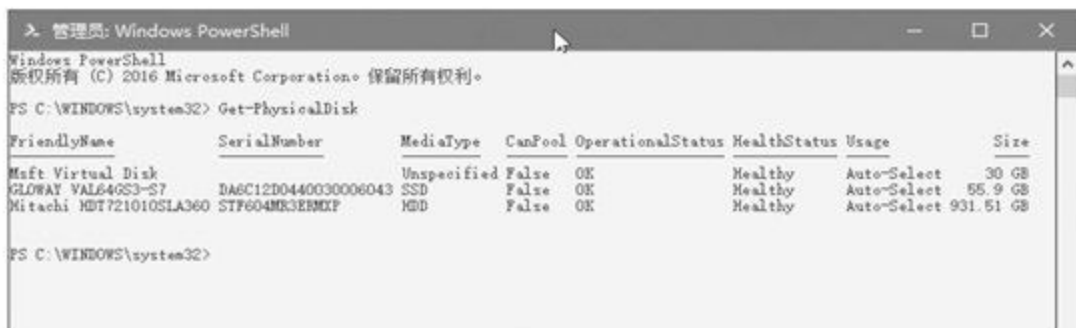 管理员: Windows PowerShell
Windows PowerShell
版权所有 (C) 2016 Microsoft Corporation。保留所有权利。
PS C:\WINDOWS\system32> Get-PhysicalDisk
FriendlyName SerialNumber MediaType CanPool OperationalStatus HealthStatus Usage Size
Msft Virtual Disk Unspecified False OK Healthy Auto-Select 30 GB
GLOWAY VAL64GS3-S7 DA6C12D0440030006043 SSD False OK Healthy Auto-Select 55.9 GB
Hitachi HDT721010SLA360 STF604MR3ERMXP HDD False OK Healthy Auto-Select 931.51 GB
PS C:\WINDOWS\system32>